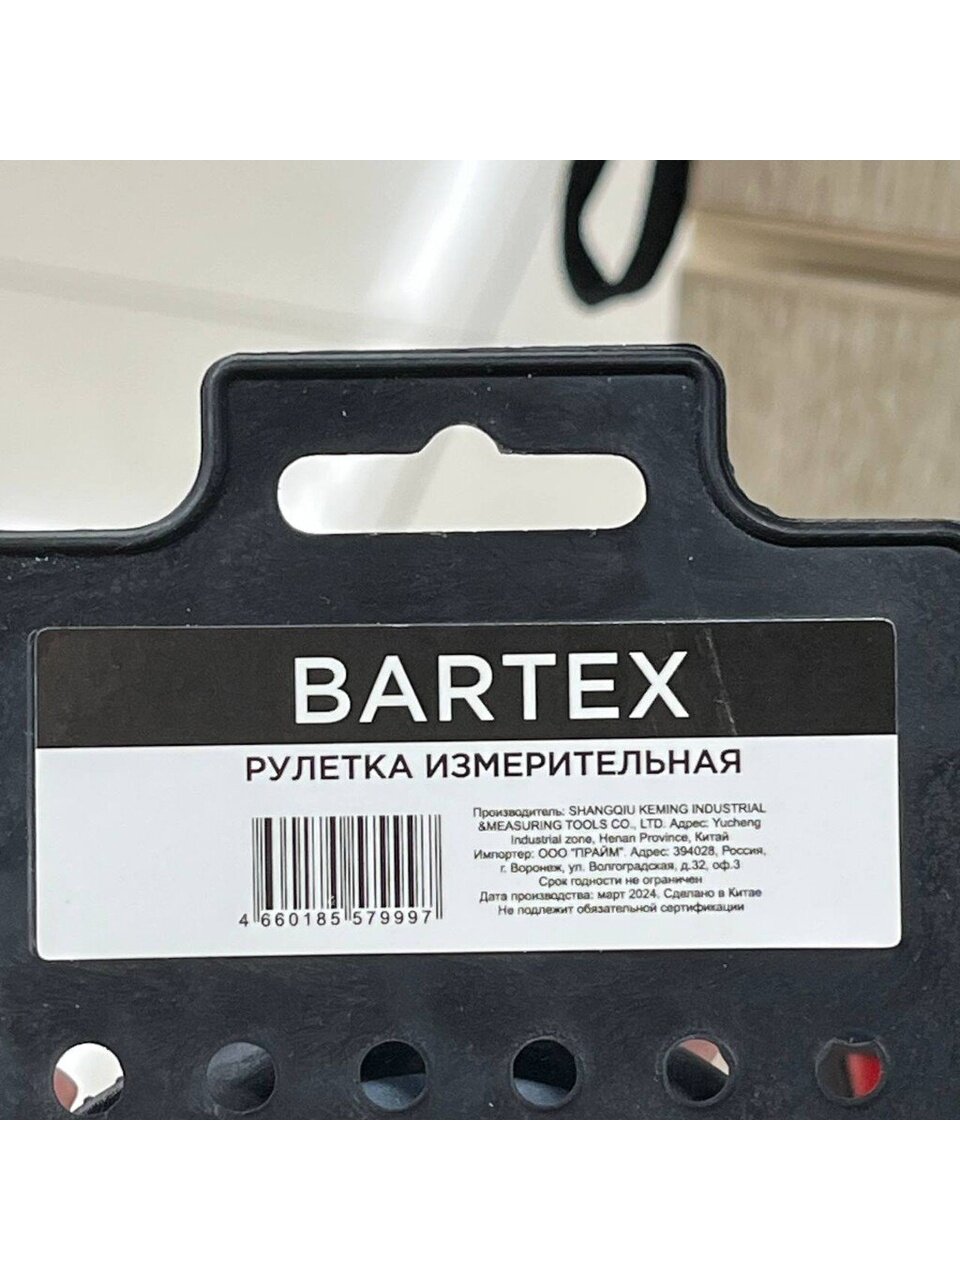 BARTEX
РУЛЕТКА ИЗМЕРИТЕЛЬНАЯ
Производитель: SHANGQIU KEMING INDUSTRIAL
&MEASURING TOOLS CO., LTD. Адрес: Yucheng
Industrial zone, Henan Province, Китай
Импортер: ООО "ПРАЙМ". Адрес: 394028, Россия,
г. Воронеж, ул. Волгоградская, д.32, оф.3
Срок годности не ограничен
Дата производства: март 2024. Сделано в Китае
Не подлежит обязательной сертификации
4 660185 579997